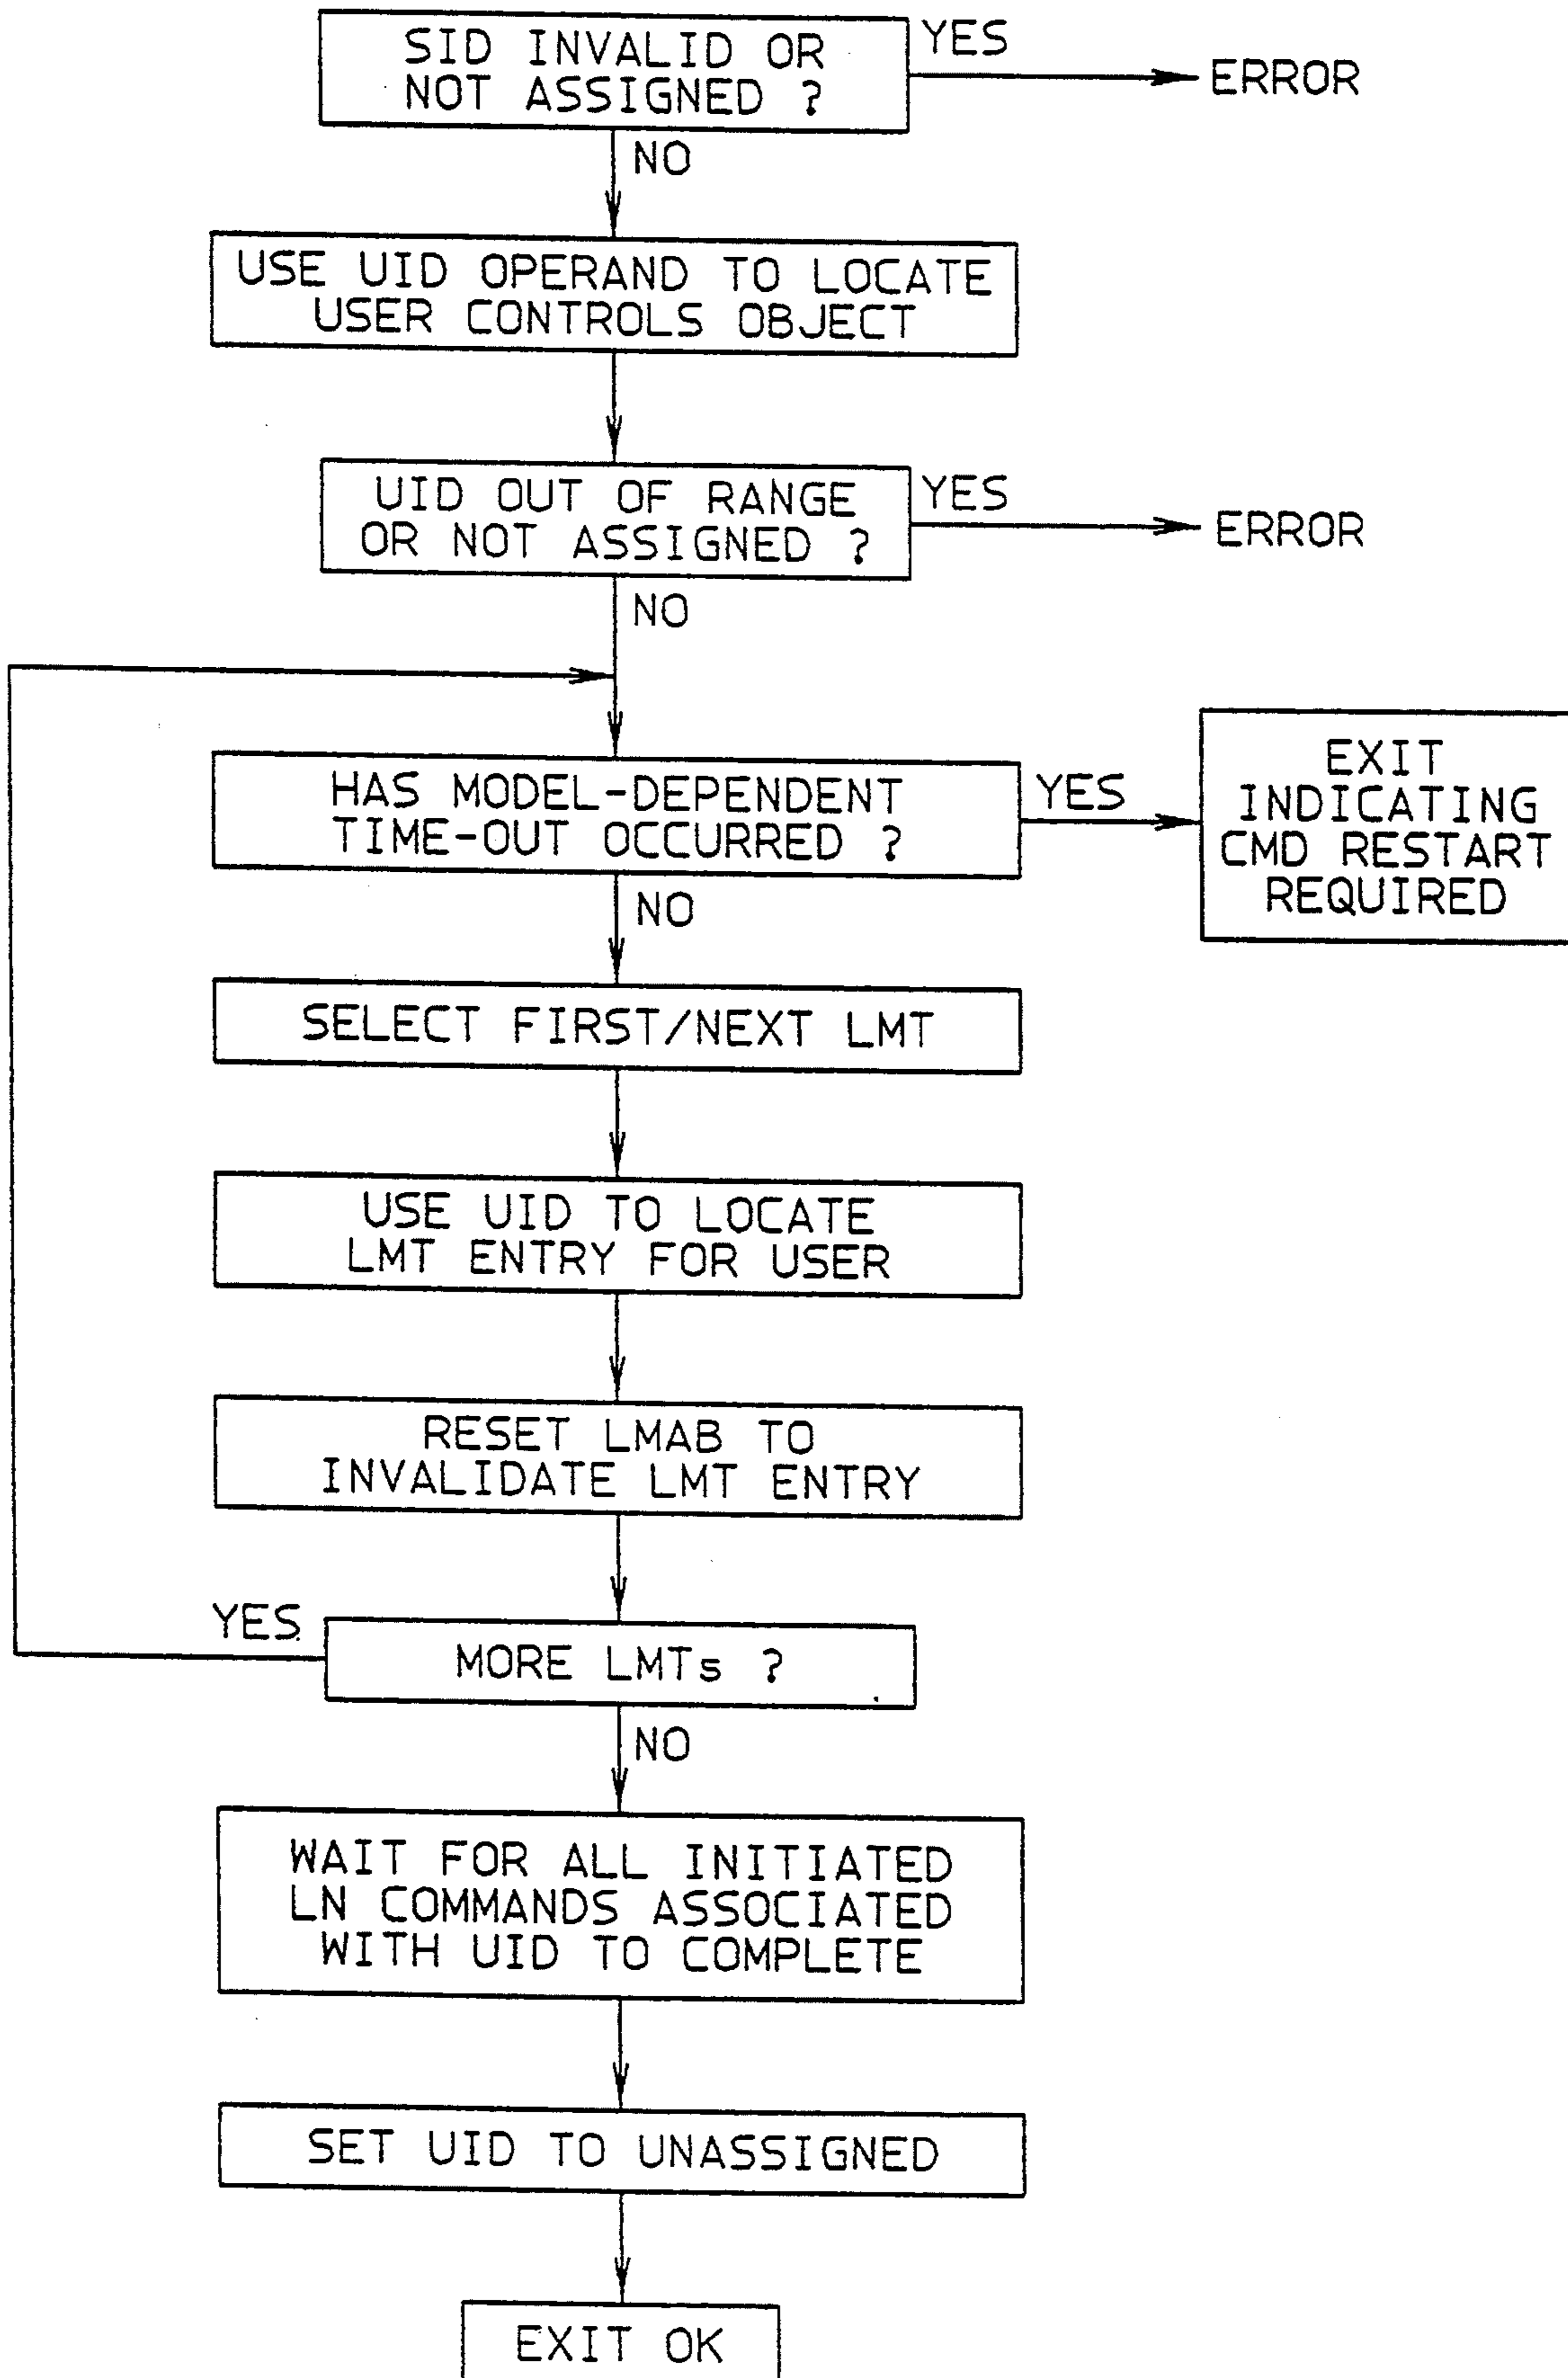 SID INVALID OR
NOT ASSIGNED ?
YES
ERROR
NO
USE UID OPERAND TO LOCATE
USER CONTROLS OBJECT
UID OUT OF RANGE
OR NOT ASSIGNED ?
YES
ERROR
NO
HAS MODEL-DEPENDENT
TIME-OUT OCCURRED ?
YES
EXIT
INDICATING
CMD RESTART
REQUIRED
NO
SELECT FIRST/NEXT LMT
USE UID TO LOCATE
LMT ENTRY FOR USER
RESET LMAB TO
INVALIDATE LMT ENTRY
YES
MORE LMTs ?
NO
WAIT FOR ALL INITIATED
LN COMMANDS ASSOCIATED
WITH UID TO COMPLETE
SET UID TO UNASSIGNED
EXIT OK